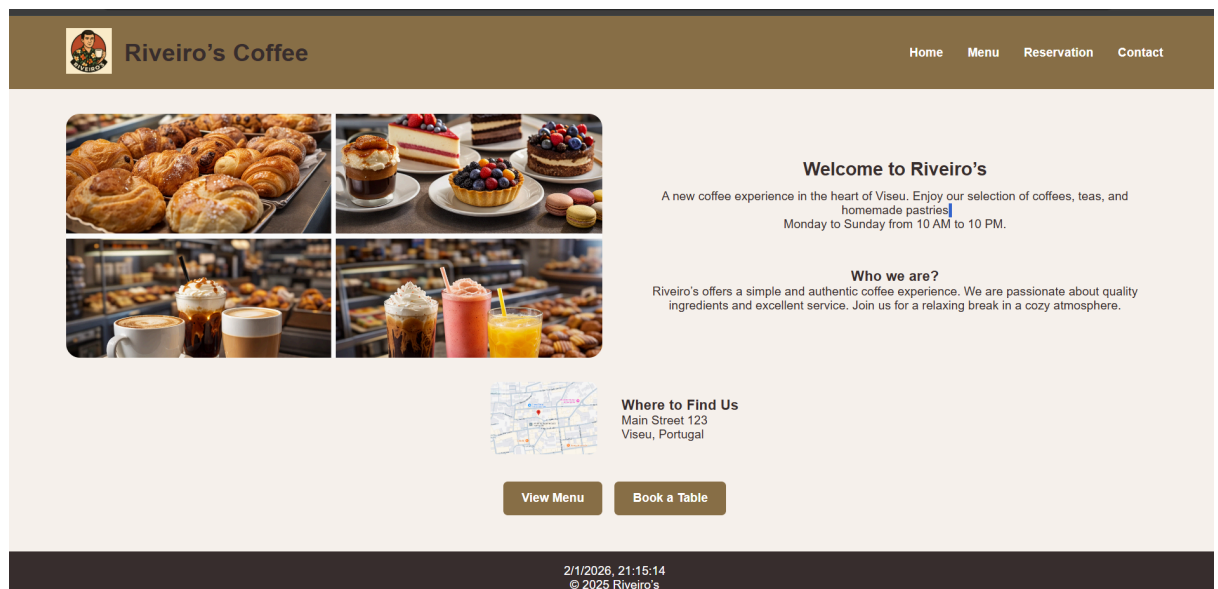 RIVEIRO'S
Riveiro’s Coffee
Home Menu Reservation Contact
Welcome to Riveiro’s
A new coffee experience in the heart of Viseu. Enjoy our selection of coffees, teas, and
homemade pastries
Monday to Sunday from 10 AM to 10 PM.
Who we are?
Riveiro’s offers a simple and authentic coffee experience. We are passionate about quality
ingredients and excellent service. Join us for a relaxing break in a cozy atmosphere.
Where to Find Us
Main Street 123
Viseu, Portugal
View Menu Book a Table
2/1/2026, 21:15:14
© 2025 Riveiro’s